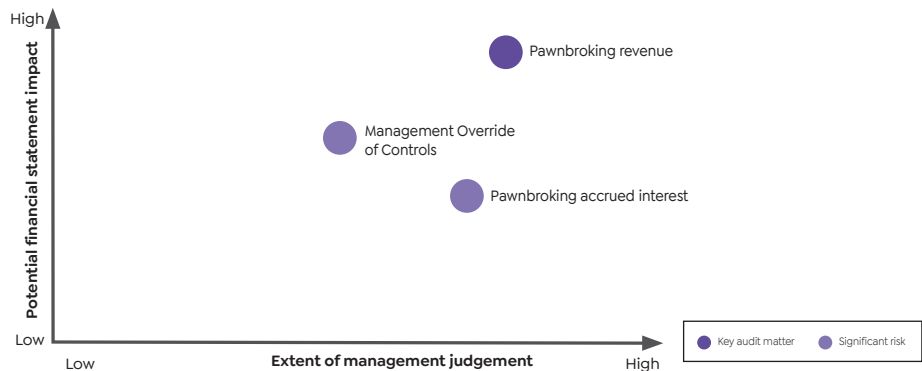 High
Potential financial statement impact
Pawnbroking revenue
Management Override
of Controls
Pawnbroking accrued interest
Low
Low
Extent of management judgement
High
Key audit matter
Significant risk